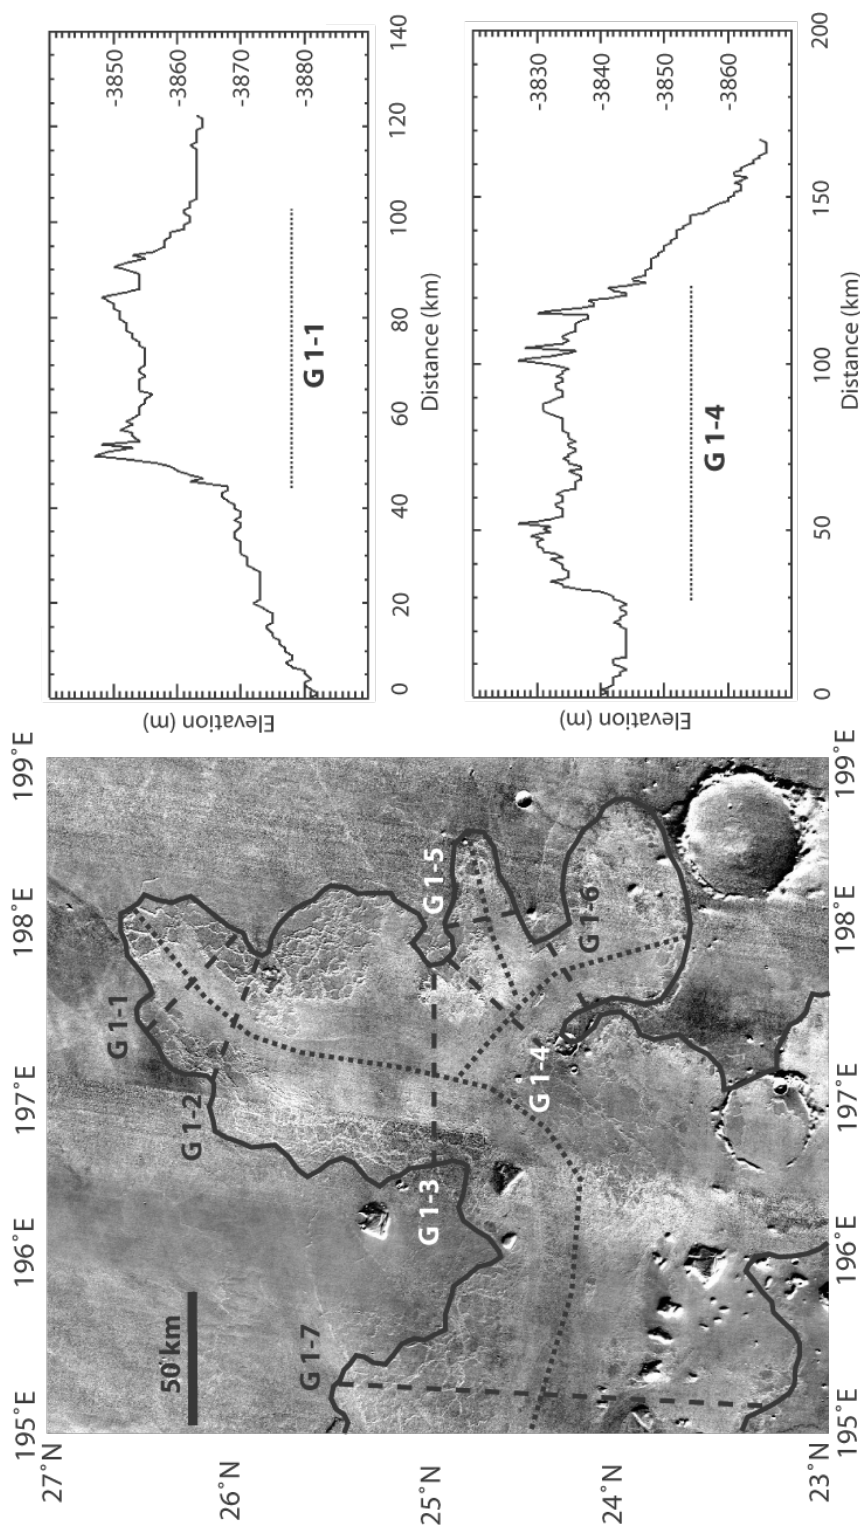 195˚E
196˚E
197˚E
198˚E
199˚E
27˚N
26˚N
25˚N
24˚N
23˚N
195˚E
196˚E
197˚E
198˚E
199˚E
50 km
G 1-1
G 1-2
G 1-3
G 1-4
G 1-5
G 1-6
G 1-7
Elevation (m)
-3850
-3860
-3870
-3880
G 1-1
0
20
40
60
80
100
120
140
Distance (km)
Elevation (m)
-3830
-3840
-3850
-3860
G 1-4
0
50
100
150
200
Distance (km)